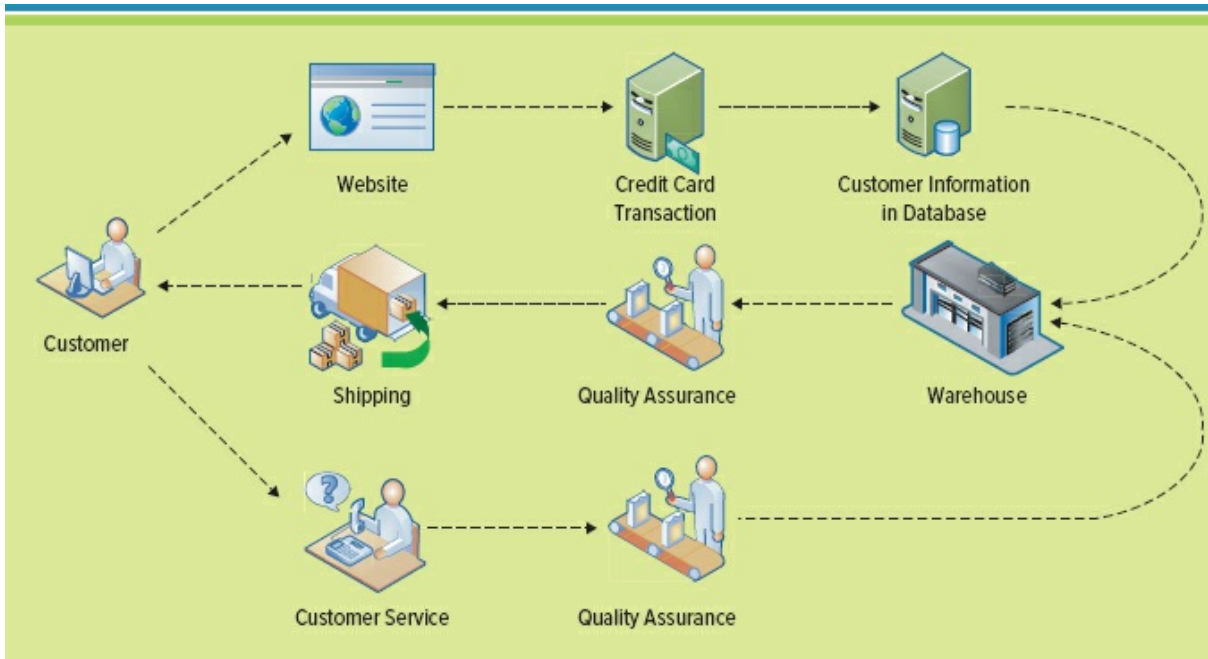 Website
Credit Card
Transaction
Customer Information
in Database
Customer
Shipping
Quality Assurance
Warehouse
Customer Service
Quality Assurance